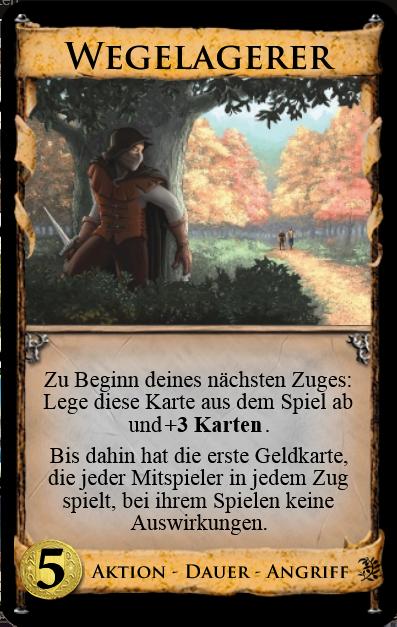 WEGELAGERER
Zu Beginn deines nächsten Zuges:
Lege diese Karte aus dem Spiel ab
und +3 Karten.
Bis dahin hat die erste Geldkarte,
die jeder Mitspieler in jedem Zug
spielt, bei ihrem Spielen keine
Auswirkungen.
5 AKTION - DAUER - ANGRIFF